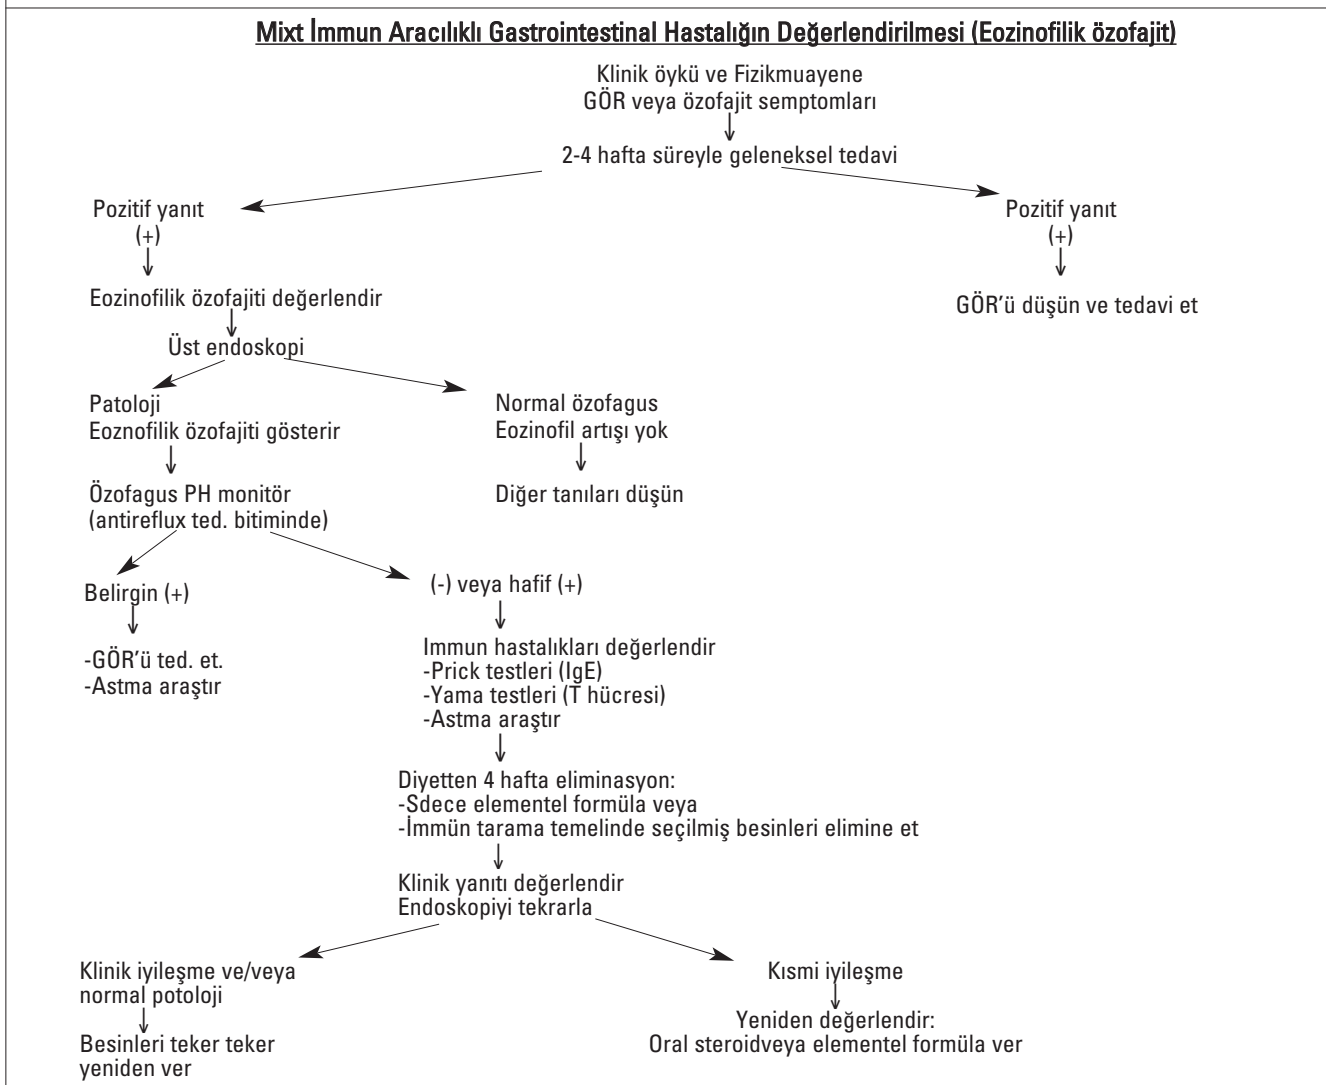 Mixt İmmun Aracılıklı Gastrointestinal Hastalığın Değerlendirilmesi (Eozinofilik özofajit)
Klinik öykü ve Fizikmuayene
GÖR veya özofajit semptomları
2-4 hafta süreyle geleneksel tedavi
Pozitif yanıt
(+)
Pozitif yanıt
(+)
Eozinofilik özofajiti değerlendir
GÖR'ü düşün ve tedavi et
Üst endoskopi
Patoloji
Eoznofilik özofajiti gösterir
Normal özofagus
Eozinofil artışı yok
Özofagus PH monitör
(antireflux ted. bitiminde)
Diğer tanıları düşün
Belirgin (+)
(-) veya hafif (+)
-GÖR'ü ted. et.
-Astma araştır
Immun hastalıkları değerlendir
-Prick testleri (IgE)
-Yama testleri (T hücresi)
-Astma araştır
Diyetten 4 hafta eliminasyon:
-Sdece elementel formüla veya
-İmmün tarama temelinde seçilmiş besinleri elimine et
Klinik yanıtı değerlendir
Endoskopiyi tekrarla
Klinik iyileşme ve/veya
normal potoloji
Kısmi iyileşme
Besinleri teker teker
yeniden ver
Yeniden değerlendir:
Oral steroidveya elementel formüla ver